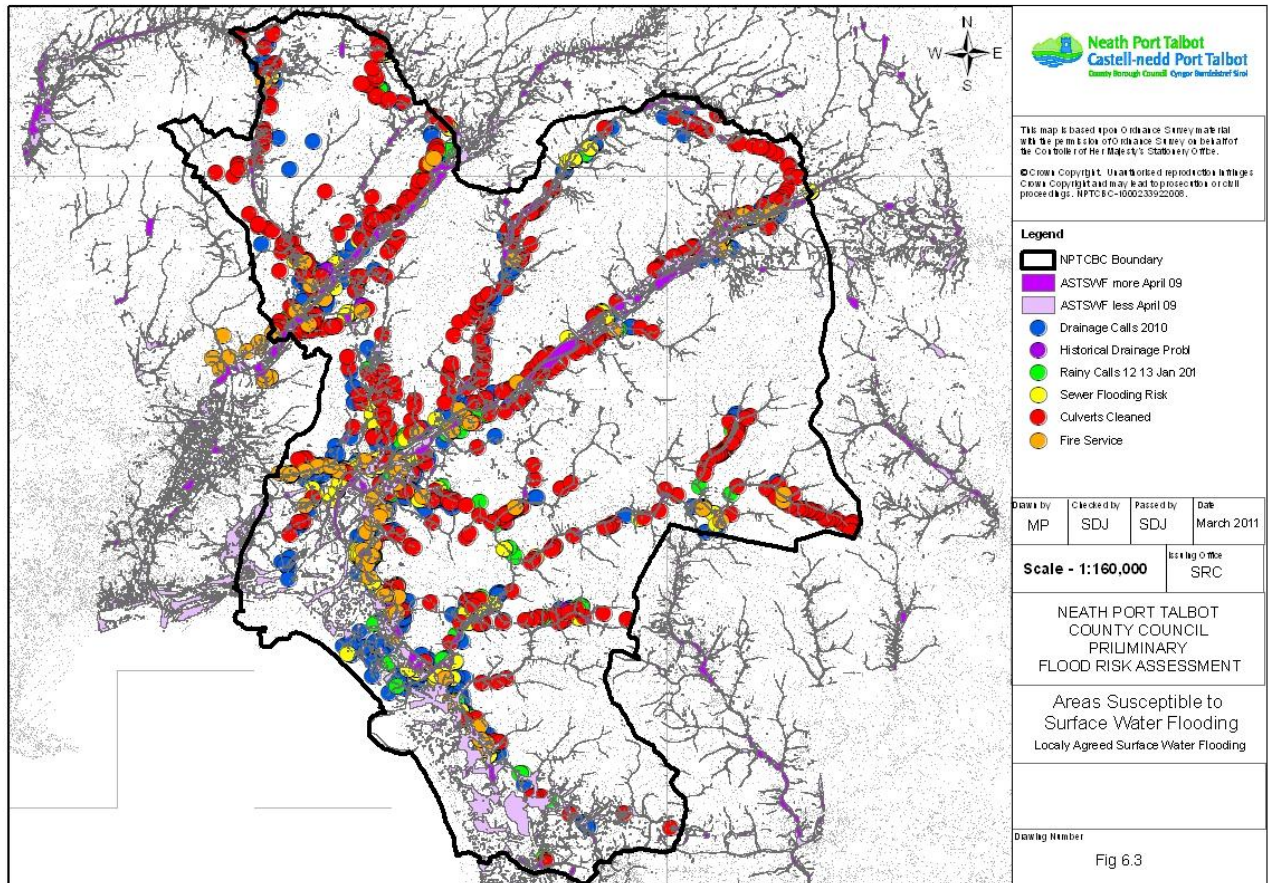 N
W E
S
Neath Port Talbot
Castell-nedd Port Talbot
County Borough Council Cyngor Bwrdeistref Sirol
This map is based upon Ordnance Survey material
with the permission of Ordnance Survey on behalf of
the Controller of Her Majesty's Stationery Office.
© Crown Copyright. Unauthorised reproduction infringes
Crown Copyright and may lead to prosecution or civil
proceedings. NPTCBC-1000233922008.
Legend
NPTCBC Boundary
ASTSWF more April 09
ASTSWF less April 09
Drainage Calls 2010
Historical Drainage Probl
Rainy Calls 12 13 Jan 201
Sewer Flooding Risk
Culverts Cleaned
Fire Service
Drawn by Checked by Passed by Date
MP SDJ SDJ March 2011
Scale - 1:160,000
Issuing Office
SRC
NEATH PORT TALBOT
COUNTY COUNCIL
PRILIMINARY
FLOOD RISK ASSESSMENT
Areas Susceptible to
Surface Water Flooding
Localy Agreed Surface Water Flooding
Drawing Number
Fig 6.3